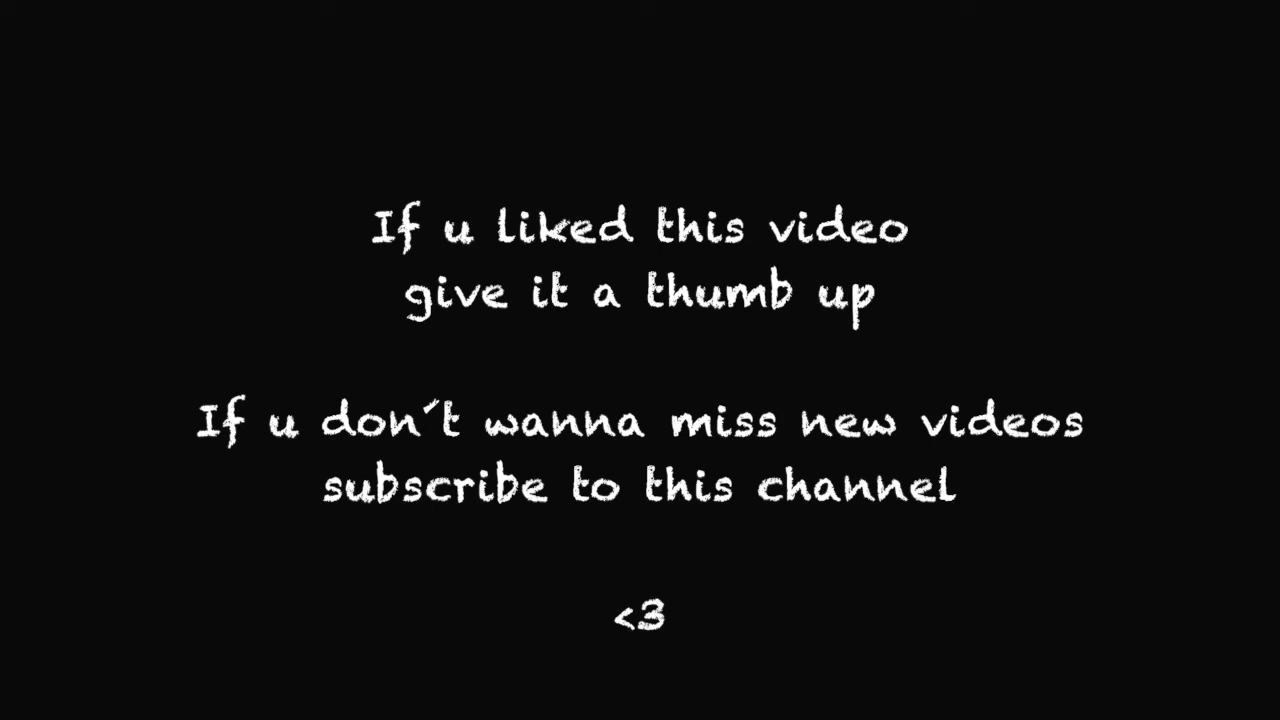 If u liked this video
give it a thumb up
If u don´t wanna miss new videos
subscribe to this channel
<3